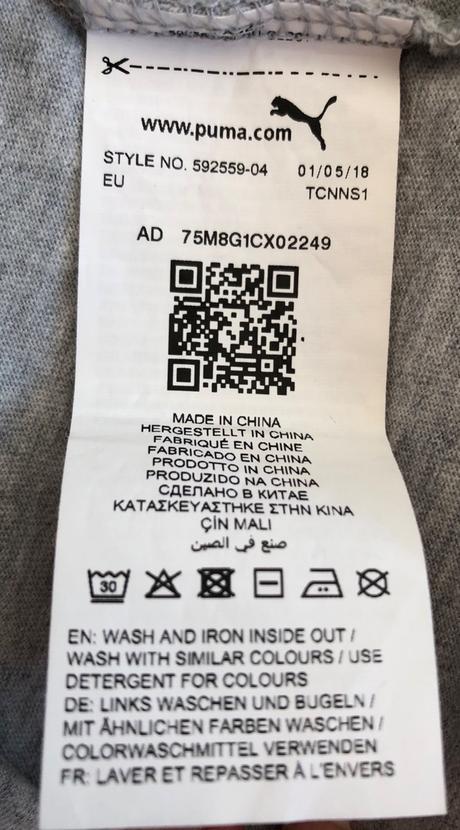 www.puma.com
STYLE NO. 592559-04 01/05/18
EU TCNNS1
AD 75M8G1CX02249
MADE IN CHINA
HERGESTELLT IN CHINA
FABRIQUÉ EN CHINE
FABRICADO EN CHINA
PRODOTTO IN CHINA
PRODUZIDO NA CHINA
СДЕЛАНО В КИТАЕ
ΚΑΤΑΣΚΕΥΑΣΤΗΚΕ ΣΤΗΝ ΚΙΝΑ
ÇİN MALI
صنع في الصين
30
EN: WASH AND IRON INSIDE OUT /
WASH WITH SIMILAR COLOURS / USE
DETERGENT FOR COLOURS
DE: LINKS WASCHEN UND BUGELN /
MIT ÄHNLICHEN FARBEN WASCHEN /
COLORWASCHMITTEL VERWENDEN
FR: LAVER ET REPASSER À L'ENVERS